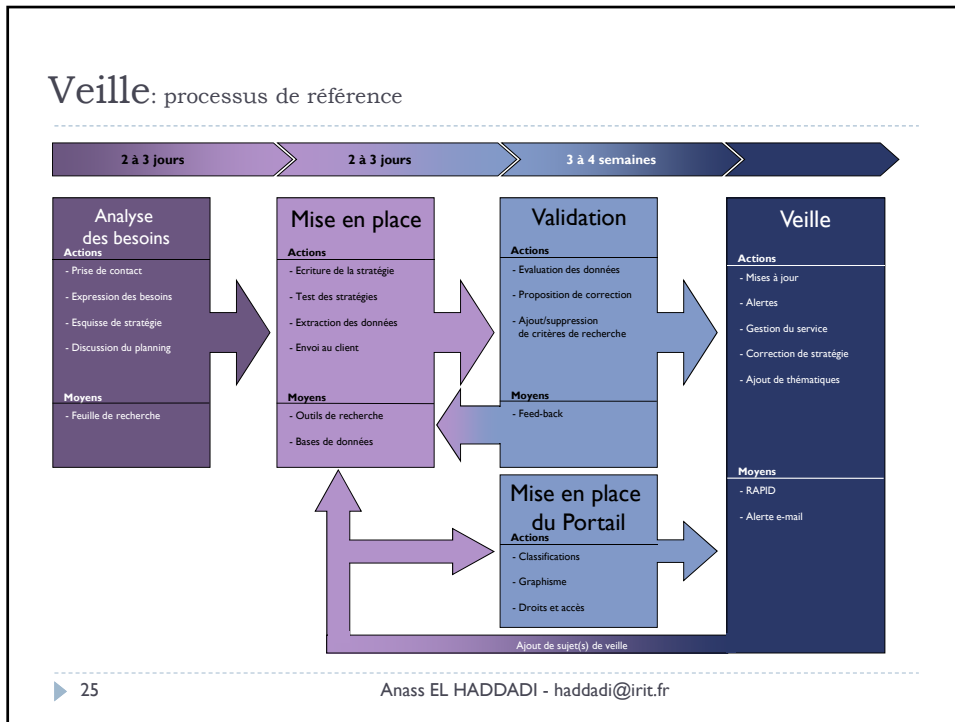 Veille: processus de référence
2 à 3 jours
2 à 3 jours
3 à 4 semaines
Analyse
des besoins
Actions
- Prise de contact
- Expression des besoins
- Esquisse de stratégie
- Discussion du planning
Moyens
- Feuille de recherche
Mise en place
Actions
- Ecriture de la stratégie
- Test des stratégies
- Extraction des données
- Envoi au client
Moyens
- Outils de recherche
- Bases de données
Validation
Actions
- Evaluation des données
- Proposition de correction
- Ajout/suppression
de critères de recherche
Moyens
- Feed-back
Mise en place
du Portail
Actions
- Classifications
- Graphisme
- Droits et accès
Veille
Actions
- Mises à jour
- Alertes
- Gestion du service
- Correction de stratégie
- Ajout de thématiques
Moyens
- RAPID
- Alerte e-mail
Ajout de sujet(s) de veille
25
Anass EL HADDADI - haddadi@irit.fr